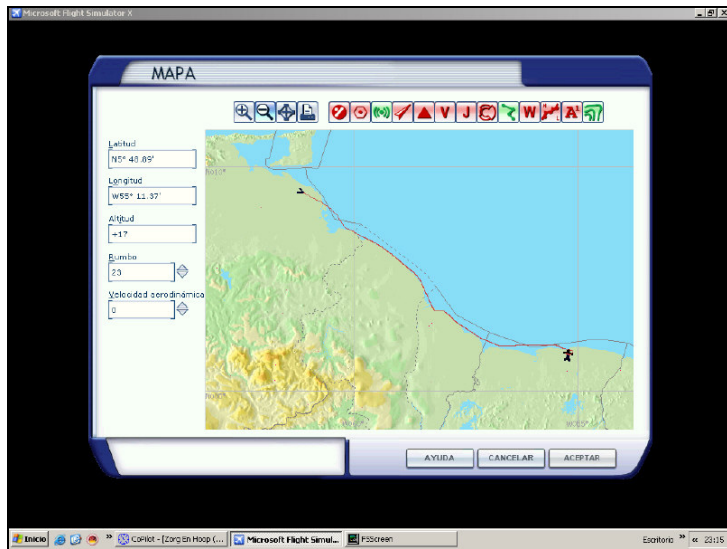 Microsoft Flight Simulator X
MAPA
V J W A
Latitud
N5° 48.89'
Longitud
W55° 11.37'
Altitud
+17
Rumbo
23
Velocidad aerodinámica
0
AYUDA
CANCELAR
ACEPTAR
Inicio
CoPilot - [Zorg En Hoop (...
Microsoft Flight Simul...
FSScreen
Escritorio
23:15